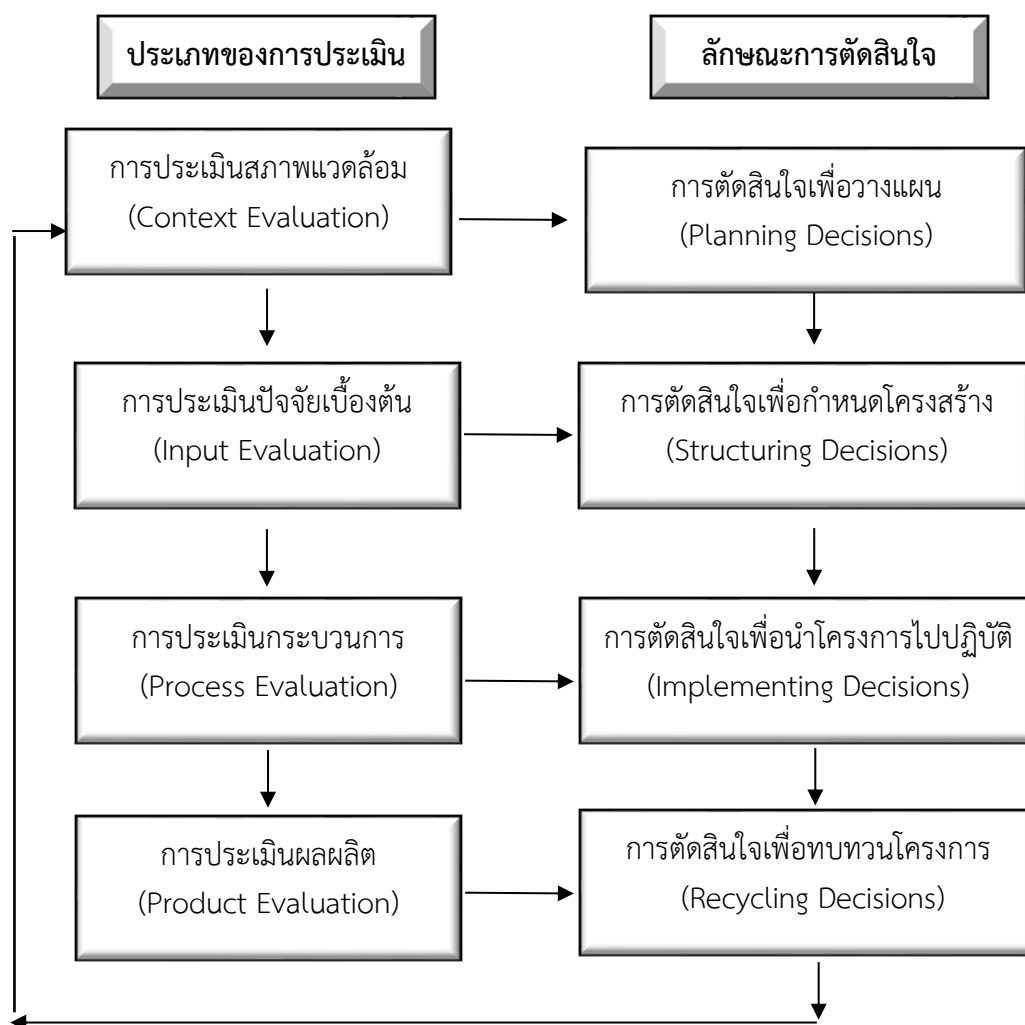 ประเภทของการประเมิน
ลักษณะการตัดสินใจ
การประเมินสภาพแวดล้อม
(Context Evaluation)
การตัดสินใจเพื่อวางแผน
(Planning Decisions)
การประเมินปัจจัยเบื้องต้น
(Input Evaluation)
การตัดสินใจเพื่อกำหนดโครงสร้าง
(Structuring Decisions)
การประเมินกระบวนการ
(Process Evaluation)
การตัดสินใจเพื่อนำโครงการไปปฏิบัติ
(Implementing Decisions)
การประเมินผลผลิต
(Product Evaluation)
การตัดสินใจเพื่อทบทวนโครงการ
(Recycling Decisions)